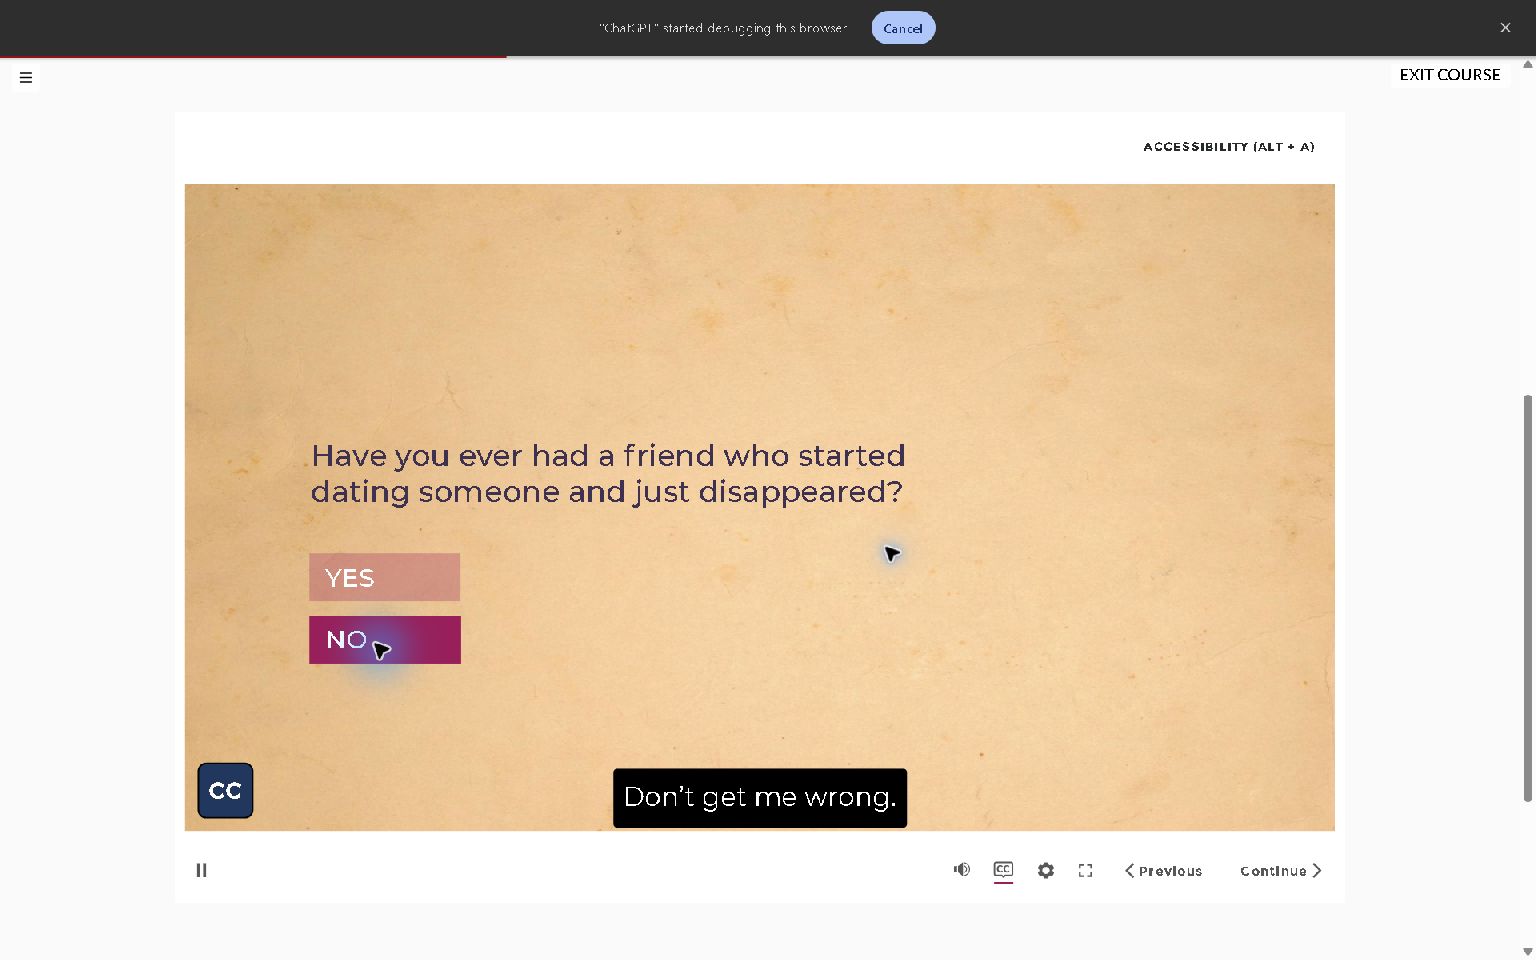 "ChatGPT" started debugging this browser
Cancel
EXIT COURSE
ACCESSIBILITY (ALT + A)
Have you ever had a friend who started
dating someone and just disappeared?
YES
NO
CC
Don't get me wrong.
CC
Previous
Continue